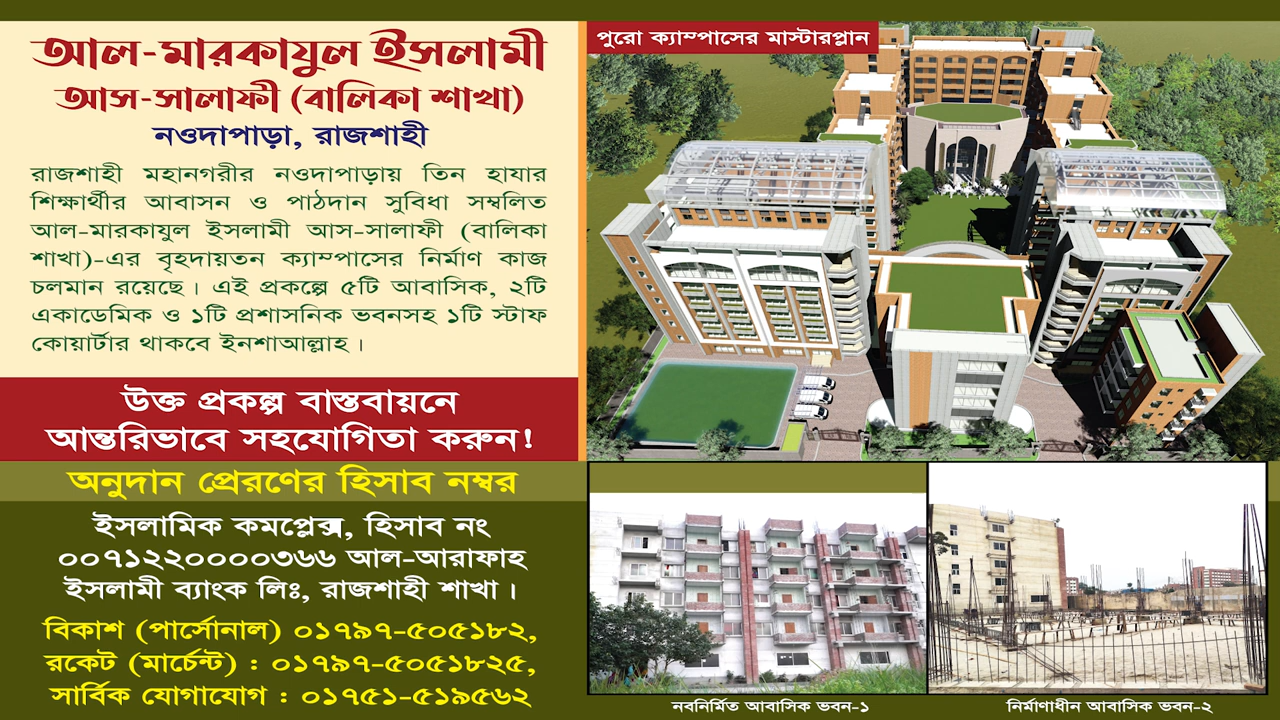 আল-মারকাযুল ইসলামী
আস-সালাফী (বালিকা শাখা)
নওদাপাড়া, রাজশাহী
রাজশাহী মহানগরীর নওদাপাড়ায় তিন হাযার
শিক্ষার্থীর আবাসন ও পাঠদান সুবিধা সম্বলিত
আল-মারকাযুল ইসলামী আস-সালাফী (বালিকা
শাখা)-এর বৃহদায়তন ক্যাম্পাসের নির্মাণ কাজ
চলমান রয়েছে। এই প্রকল্পে ৫টি আবাসিক, ২টি
একাডেমিক ও ১টি প্রশাসনিক ভবনসহ ১টি স্টাফ
কোয়ার্টার থাকবে ইনশাআল্লাহ।
উক্ত প্রকল্প বাস্তবায়নে
আন্তরিভাবে সহযোগিতা করুন!
অনুদান প্রেরণের হিসাব নম্বর
ইসলামিক কমপ্লেক্স, হিসাব নং
০০৭১২২০০০০৩৬৬ আল-আরাফাহ
ইসলামী ব্যাংক লিঃ, রাজশাহী শাখা।
বিকাশ (পার্সোনাল) ০১৭৯৭-৫০৫১৮২,
রকেট (মার্চেন্ট) : ০১৭৯৭-৫০৫১৮২৫,
সার্বিক যোগাযোগ : ০১৭৫১-৫১৯৫৬২
পুরো ক্যাম্পাসের মাস্টারপ্লান
নবনির্মিত আবাসিক ভবন-১
নির্মাণাধীন আবাসিক ভবন-২